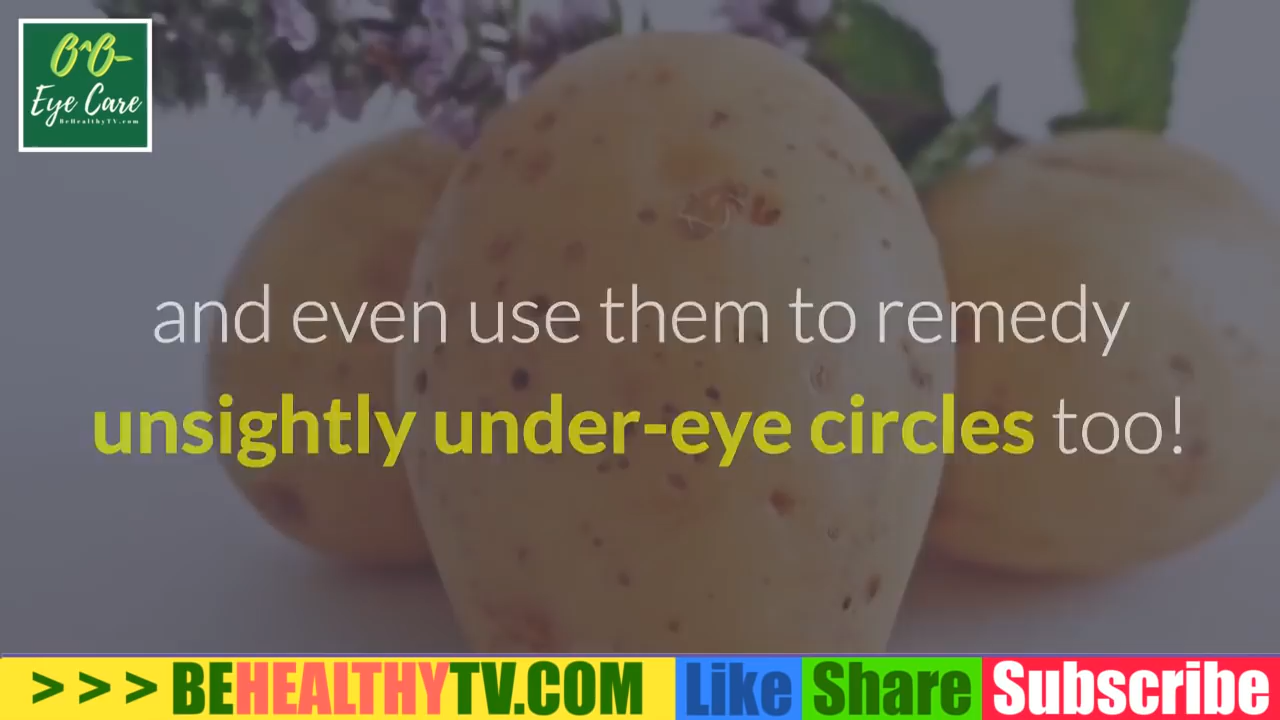 Eye Care
BeHealthyTV.com
and even use them to remedy
unsightly under-eye circles too!
> > > BEHEALTHYTV.COM Like Share Subscribe